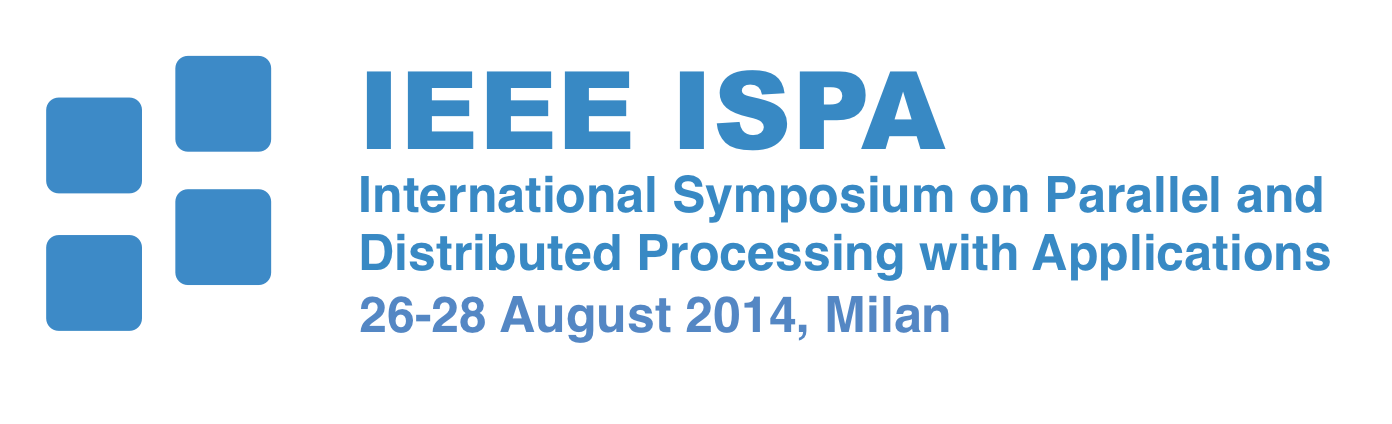 IEEE ISPA
International Symposium on Parallel and
Distributed Processing with Applications
26-28 August 2014, Milan